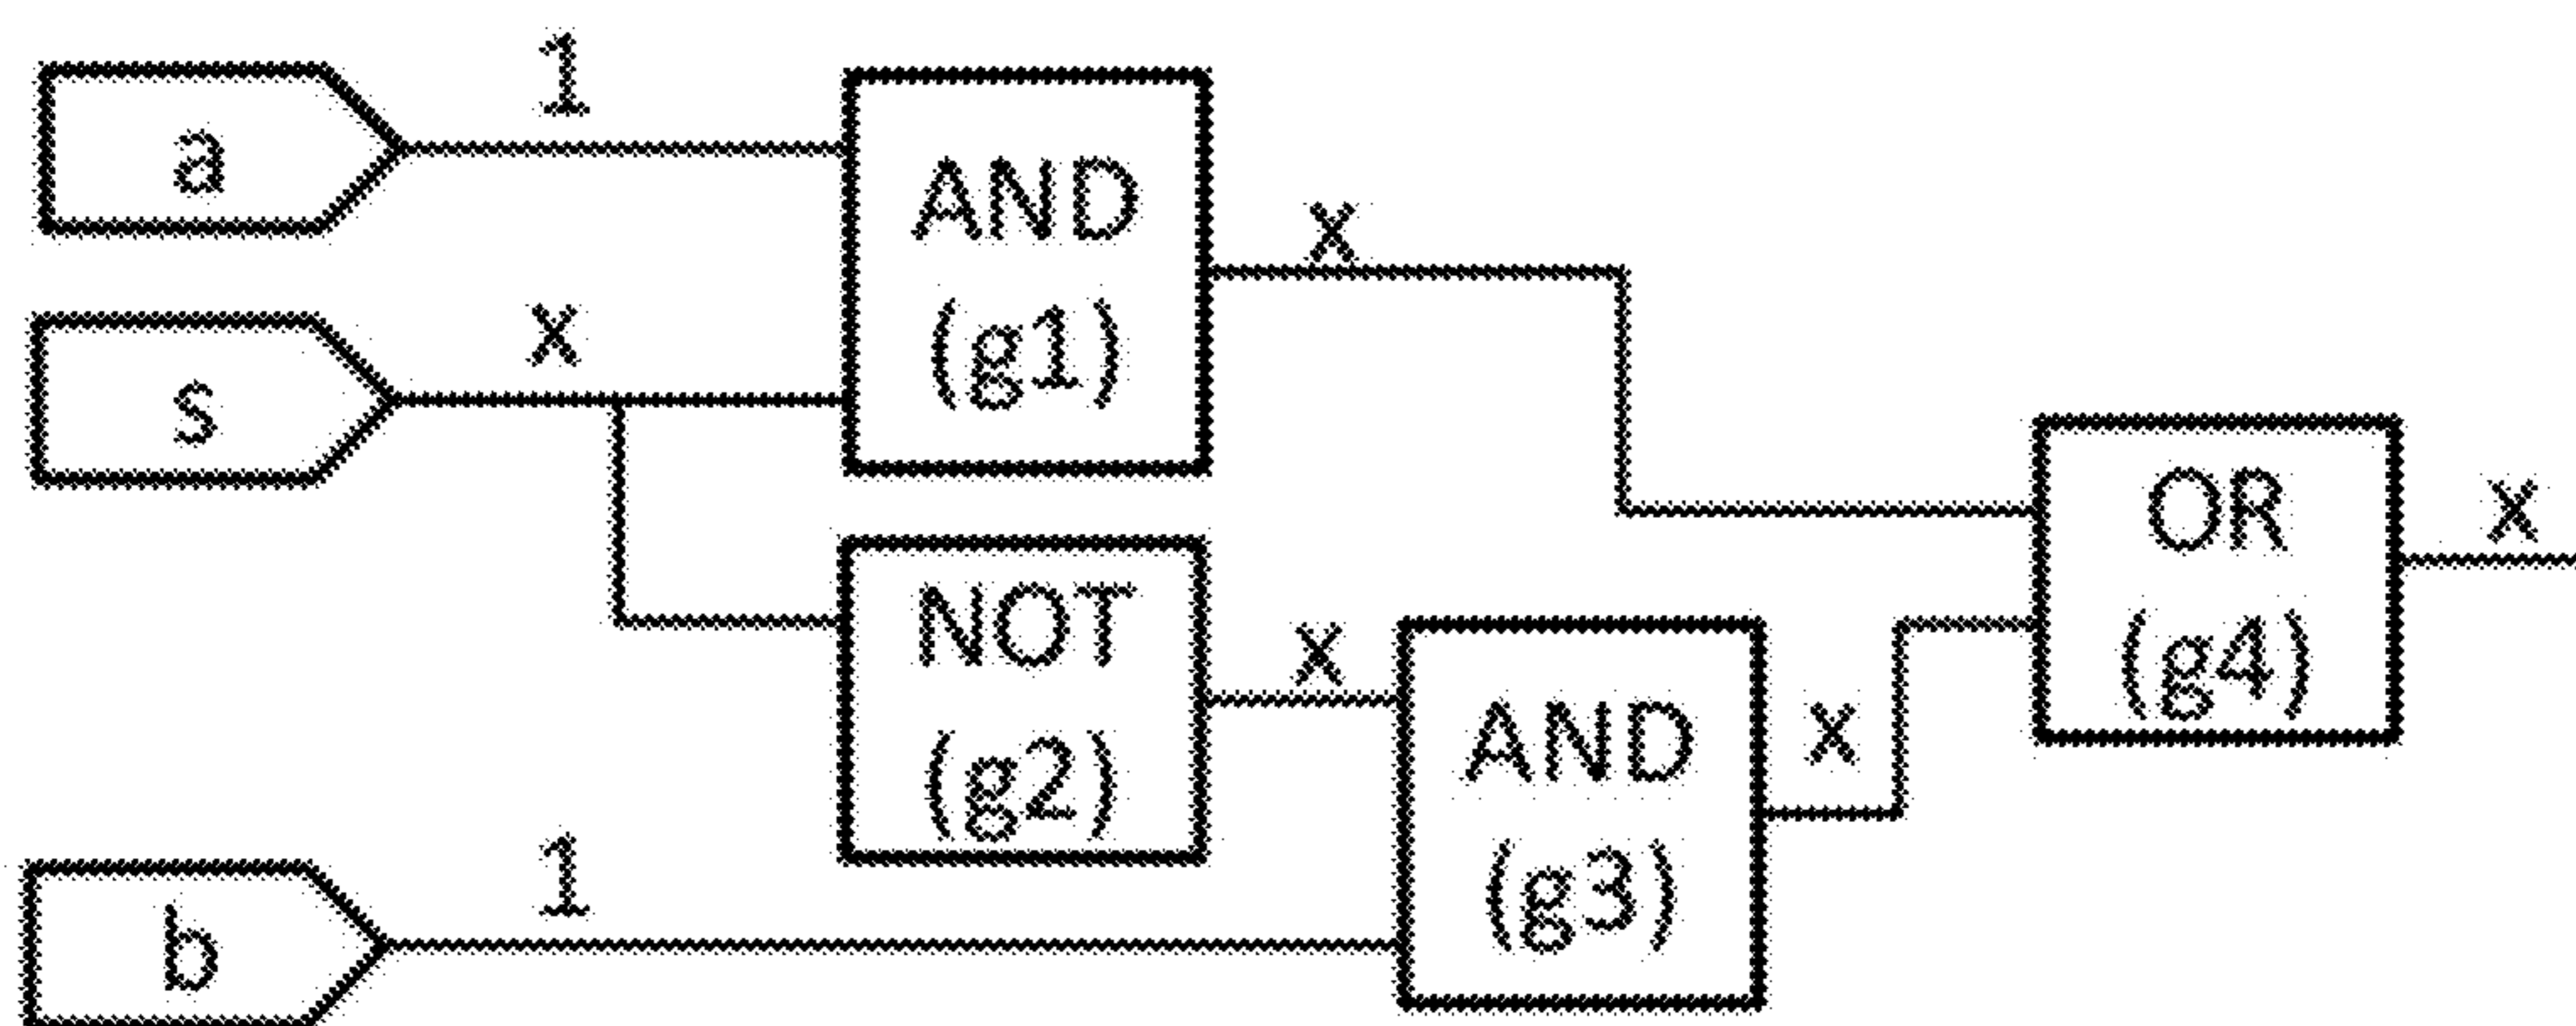 1
a
AND
(g1)
X
X
s
OR
(g4)
X
NOT
(g2)
X
AND
(g3)
X
1
b